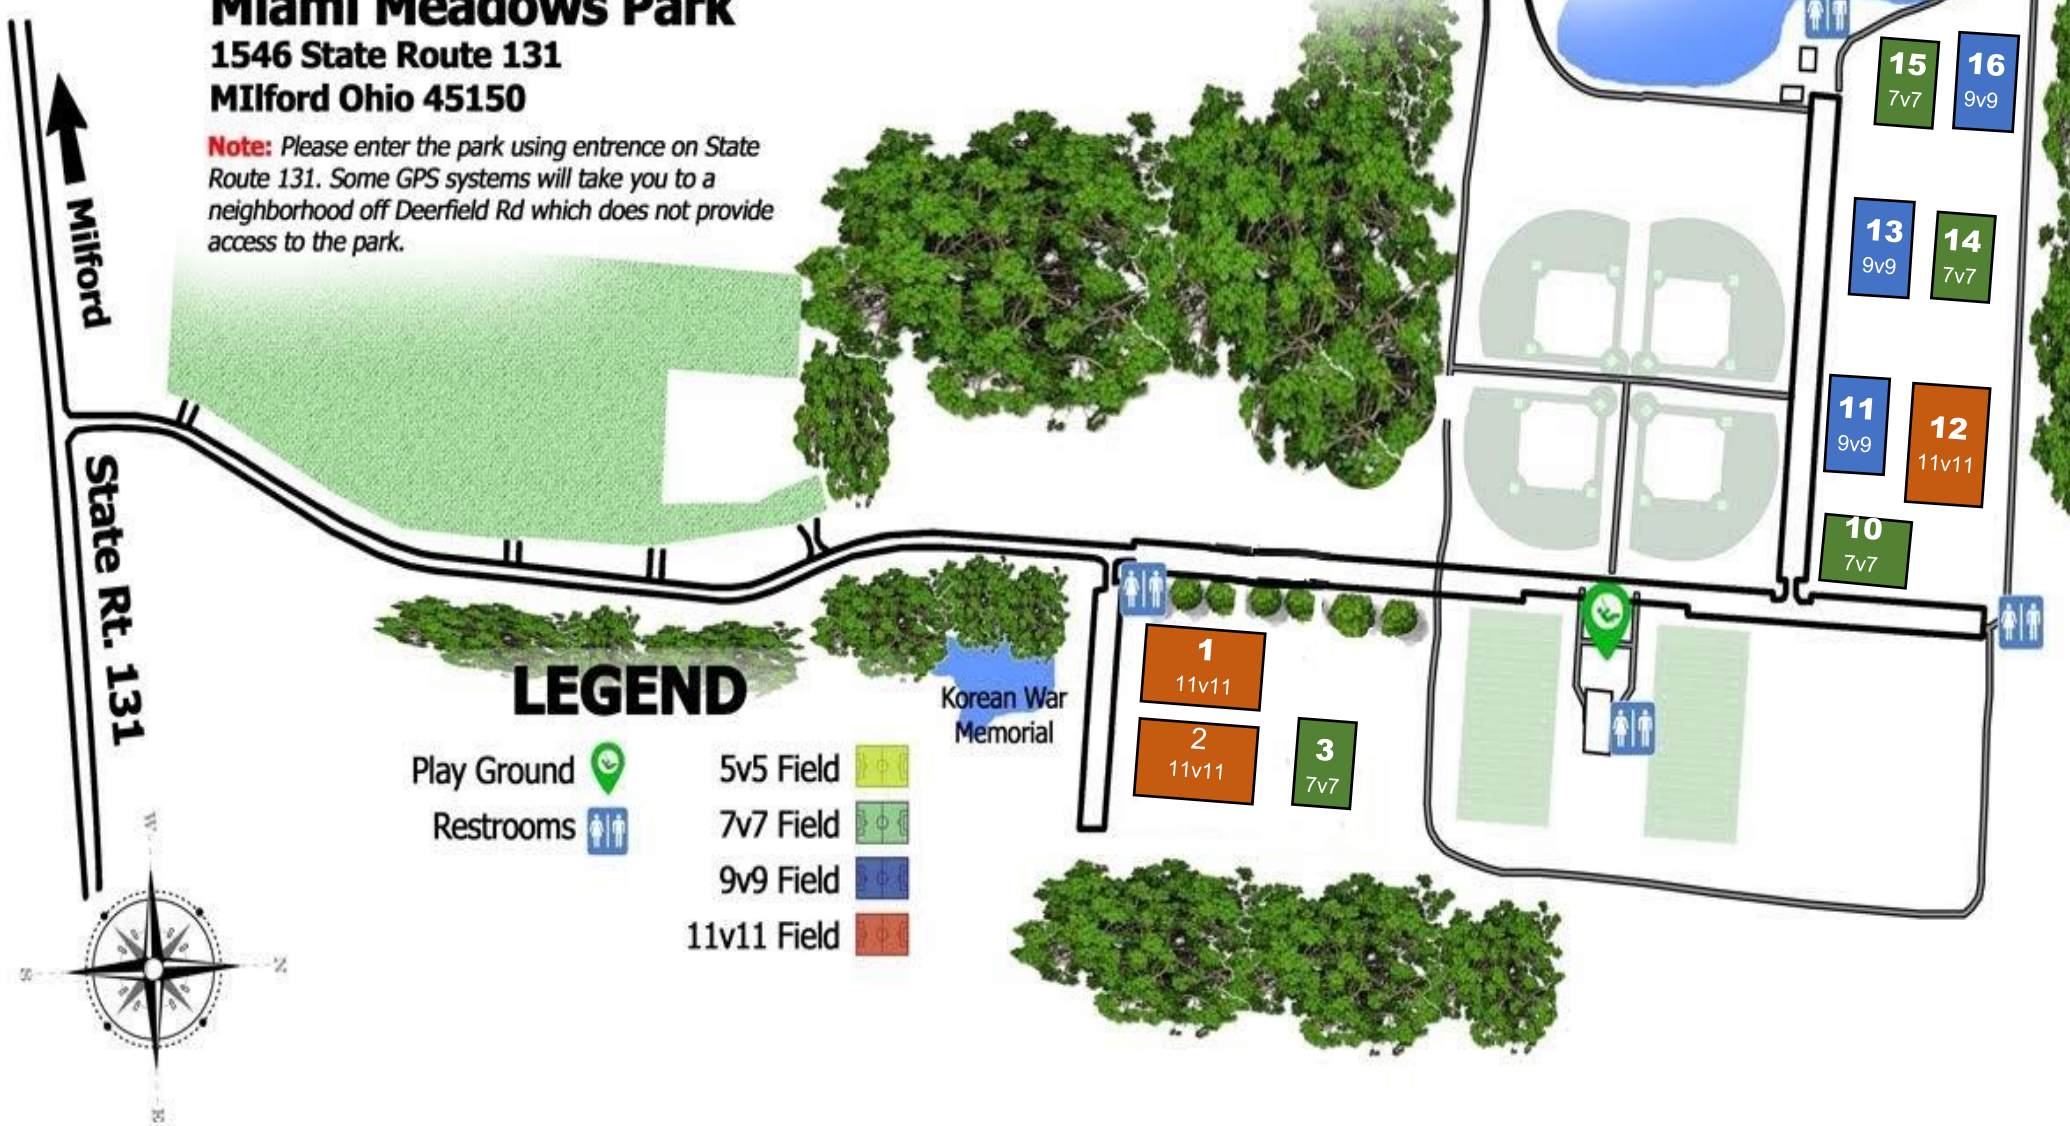 Miami Meadows Park
1546 State Route 131
MIlford Ohio 45150
Note: Please enter the park using entrence on State
Route 131. Some GPS systems will take you to a
neighborhood off Deerfield Rd which does not provide
access to the park.
Milford
State Rt. 131
15
7v7
16
9v9
13
9v9
14
7v7
11
9v9
12
11v11
10
7v7
1
11v11
2
11v11
3
7v7
Korean War
Memorial
LEGEND
Play Ground
Restrooms
5v5 Field
7v7 Field
9v9 Field
11v11 Field
W
S
N
E